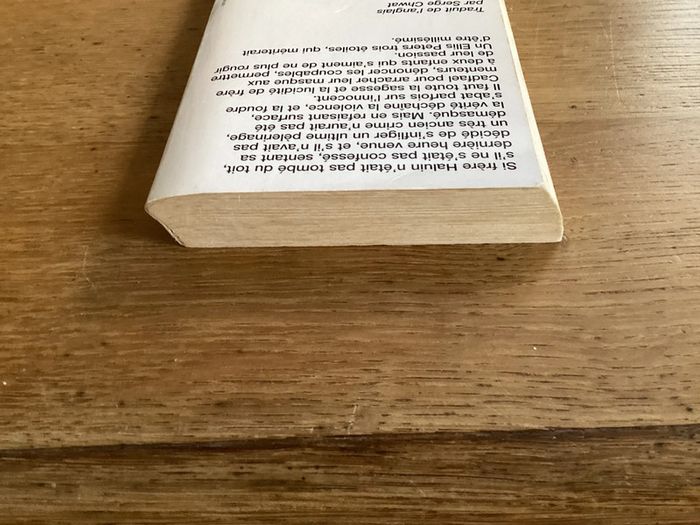 Si frère Haluin n'était pas tombé du toit,
s'il ne s'était pas confessé, sentant sa
dernière heure venue, et s'il n'avait pas
décidé de s'infliger un ultime pèlerinage,
un très ancien crime n'aurait pas été
démasqué. Mais en refaisant surface,
la vérité déchaîne la violence, et la foudre
s'abat parfois sur l'innocent.
Il faut toute la sagesse et la lucidité de frère
Cadfael pour arracher leur masque aux
menteurs, dénoncer les coupables, permettre
à deux enfants qui s'aiment de ne plus rougir
de leur passion.
Un Ellis Peters trois étoiles, qui mériterait
d'être millésimé.
Traduit de l'anglais
par Serge Chwat